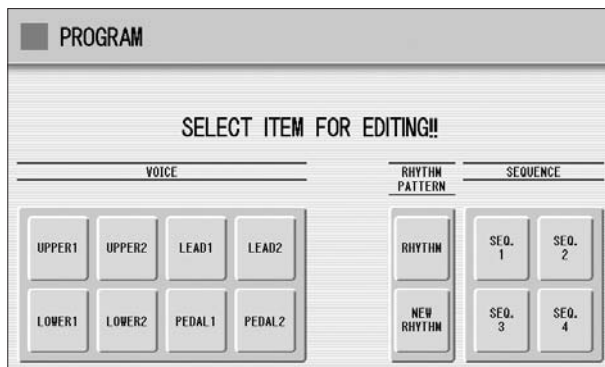 PROGRAM
SELECT ITEM FOR EDITING!!
VOICE
RHYTHM
PATTERN
SEQUENCE
UPPER1 UPPER2 LEAD1 LEAD2
LOWER1 LOWER2 PEDAL1 PEDAL2
RHYTHM
NEW
RHYTHM
SEQ.
1
SEQ.
2
SEQ.
3
SEQ.
4